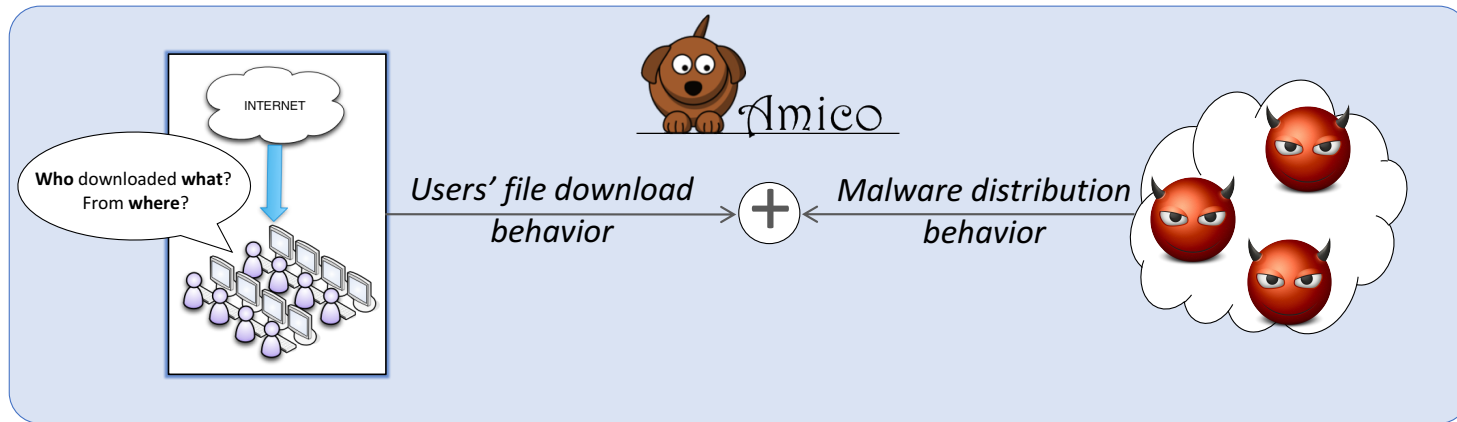 INTERNET
Who downloaded what?
From where?
Amico
Users’ file download
behavior
Malware distribution
behavior